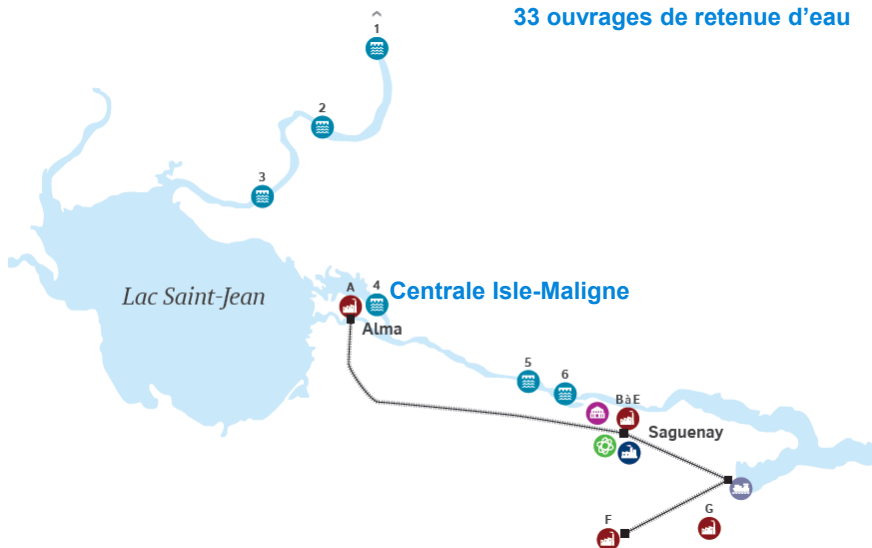 33 ouvrages de retenue d'eau
1
2
3
Lac Saint-Jean
A
4
Centrale Isle-Maligne
Alma
5
6
BàE
Saguenay
F
G